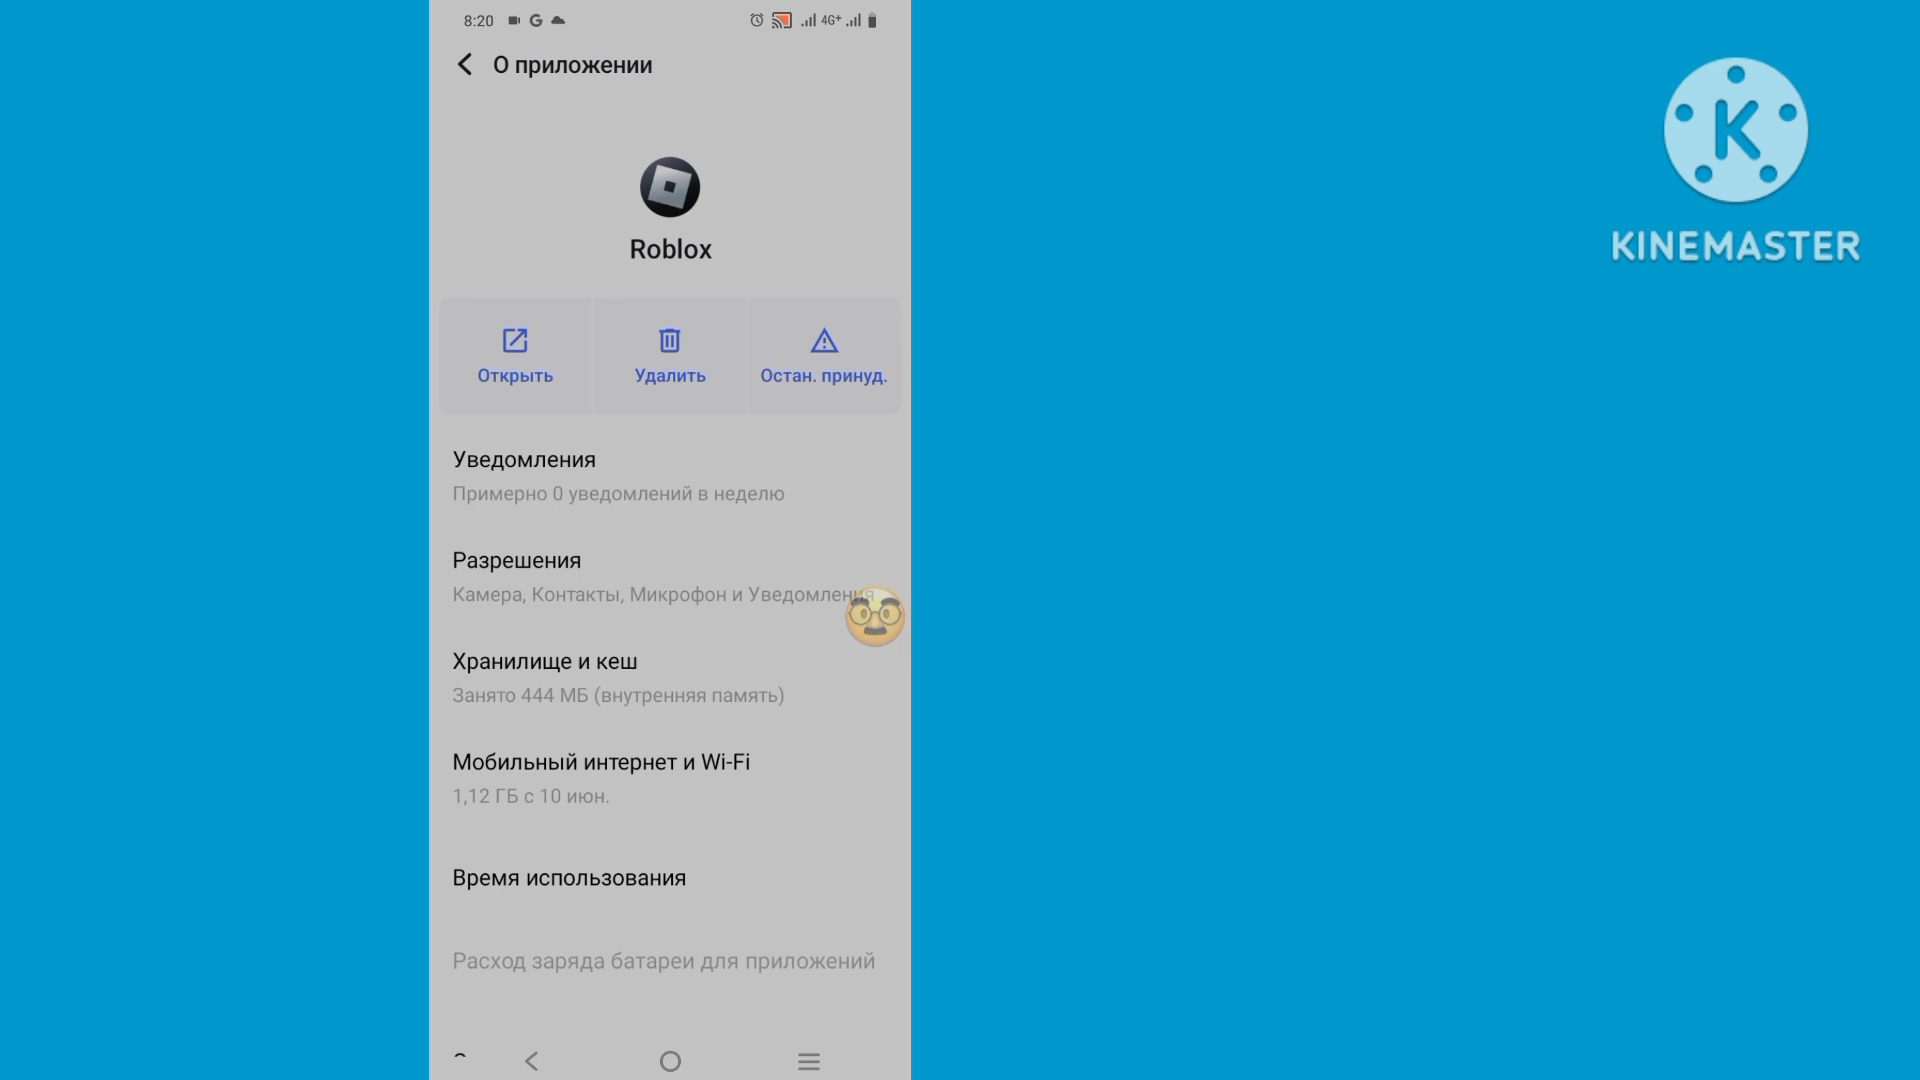 8:20
4G+
О приложении
KINEMASTER
Roblox
Открыть
Удалить
Остан. принуд.
Уведомления
Примерно 0 уведомлений в неделю
Разрешения
Камера, Контакты, Микрофон и Уведомления
Хранилище и кеш
Занято 444 МБ (внутренняя память)
Мобильный интернет и Wi-Fi
1,12 ГБ с 10 июн.
Время использования
Расход заряда батареи для приложений